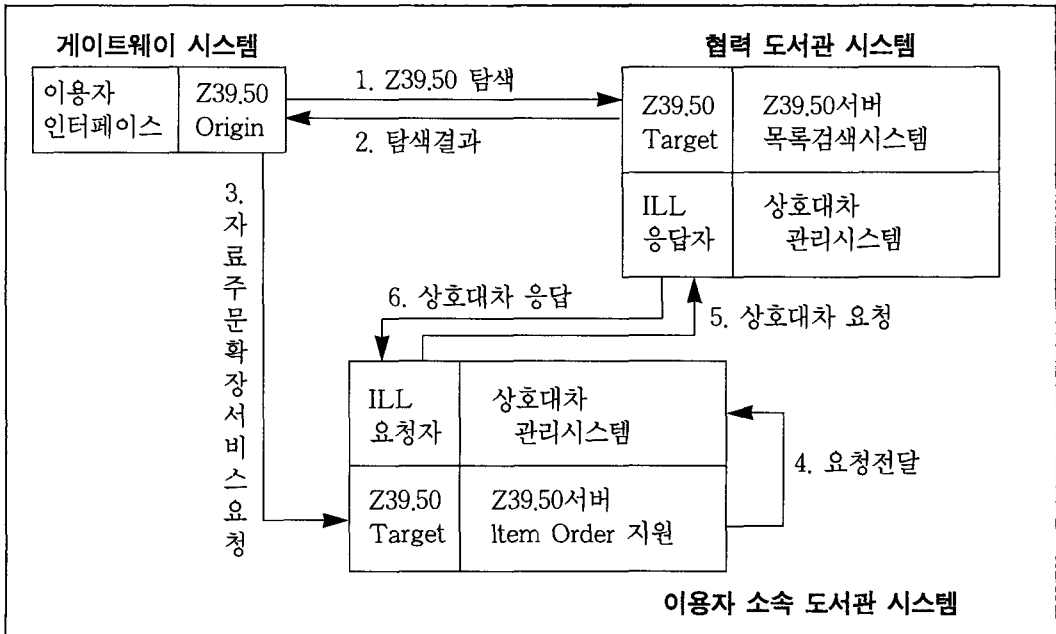 게이트웨이 시스템
협력 도서관 시스템
이용자
인터페이스
Z39.50
Origin
1. Z39.50 탐색
2. 탐색결과
Z39.50
Target
Z39.50서버
목록검색시스템
ILL
응답자
상호대차
관리시스템
3.
자
료
주
문
확
장
서
비
스
요
청
6. 상호대차 응답
5. 상호대차 요청
ILL
요청자
상호대차
관리시스템
4. 요청전달
Z39.50
Target
Z39.50서버
Item Order 지원
이용자 소속 도서관 시스템